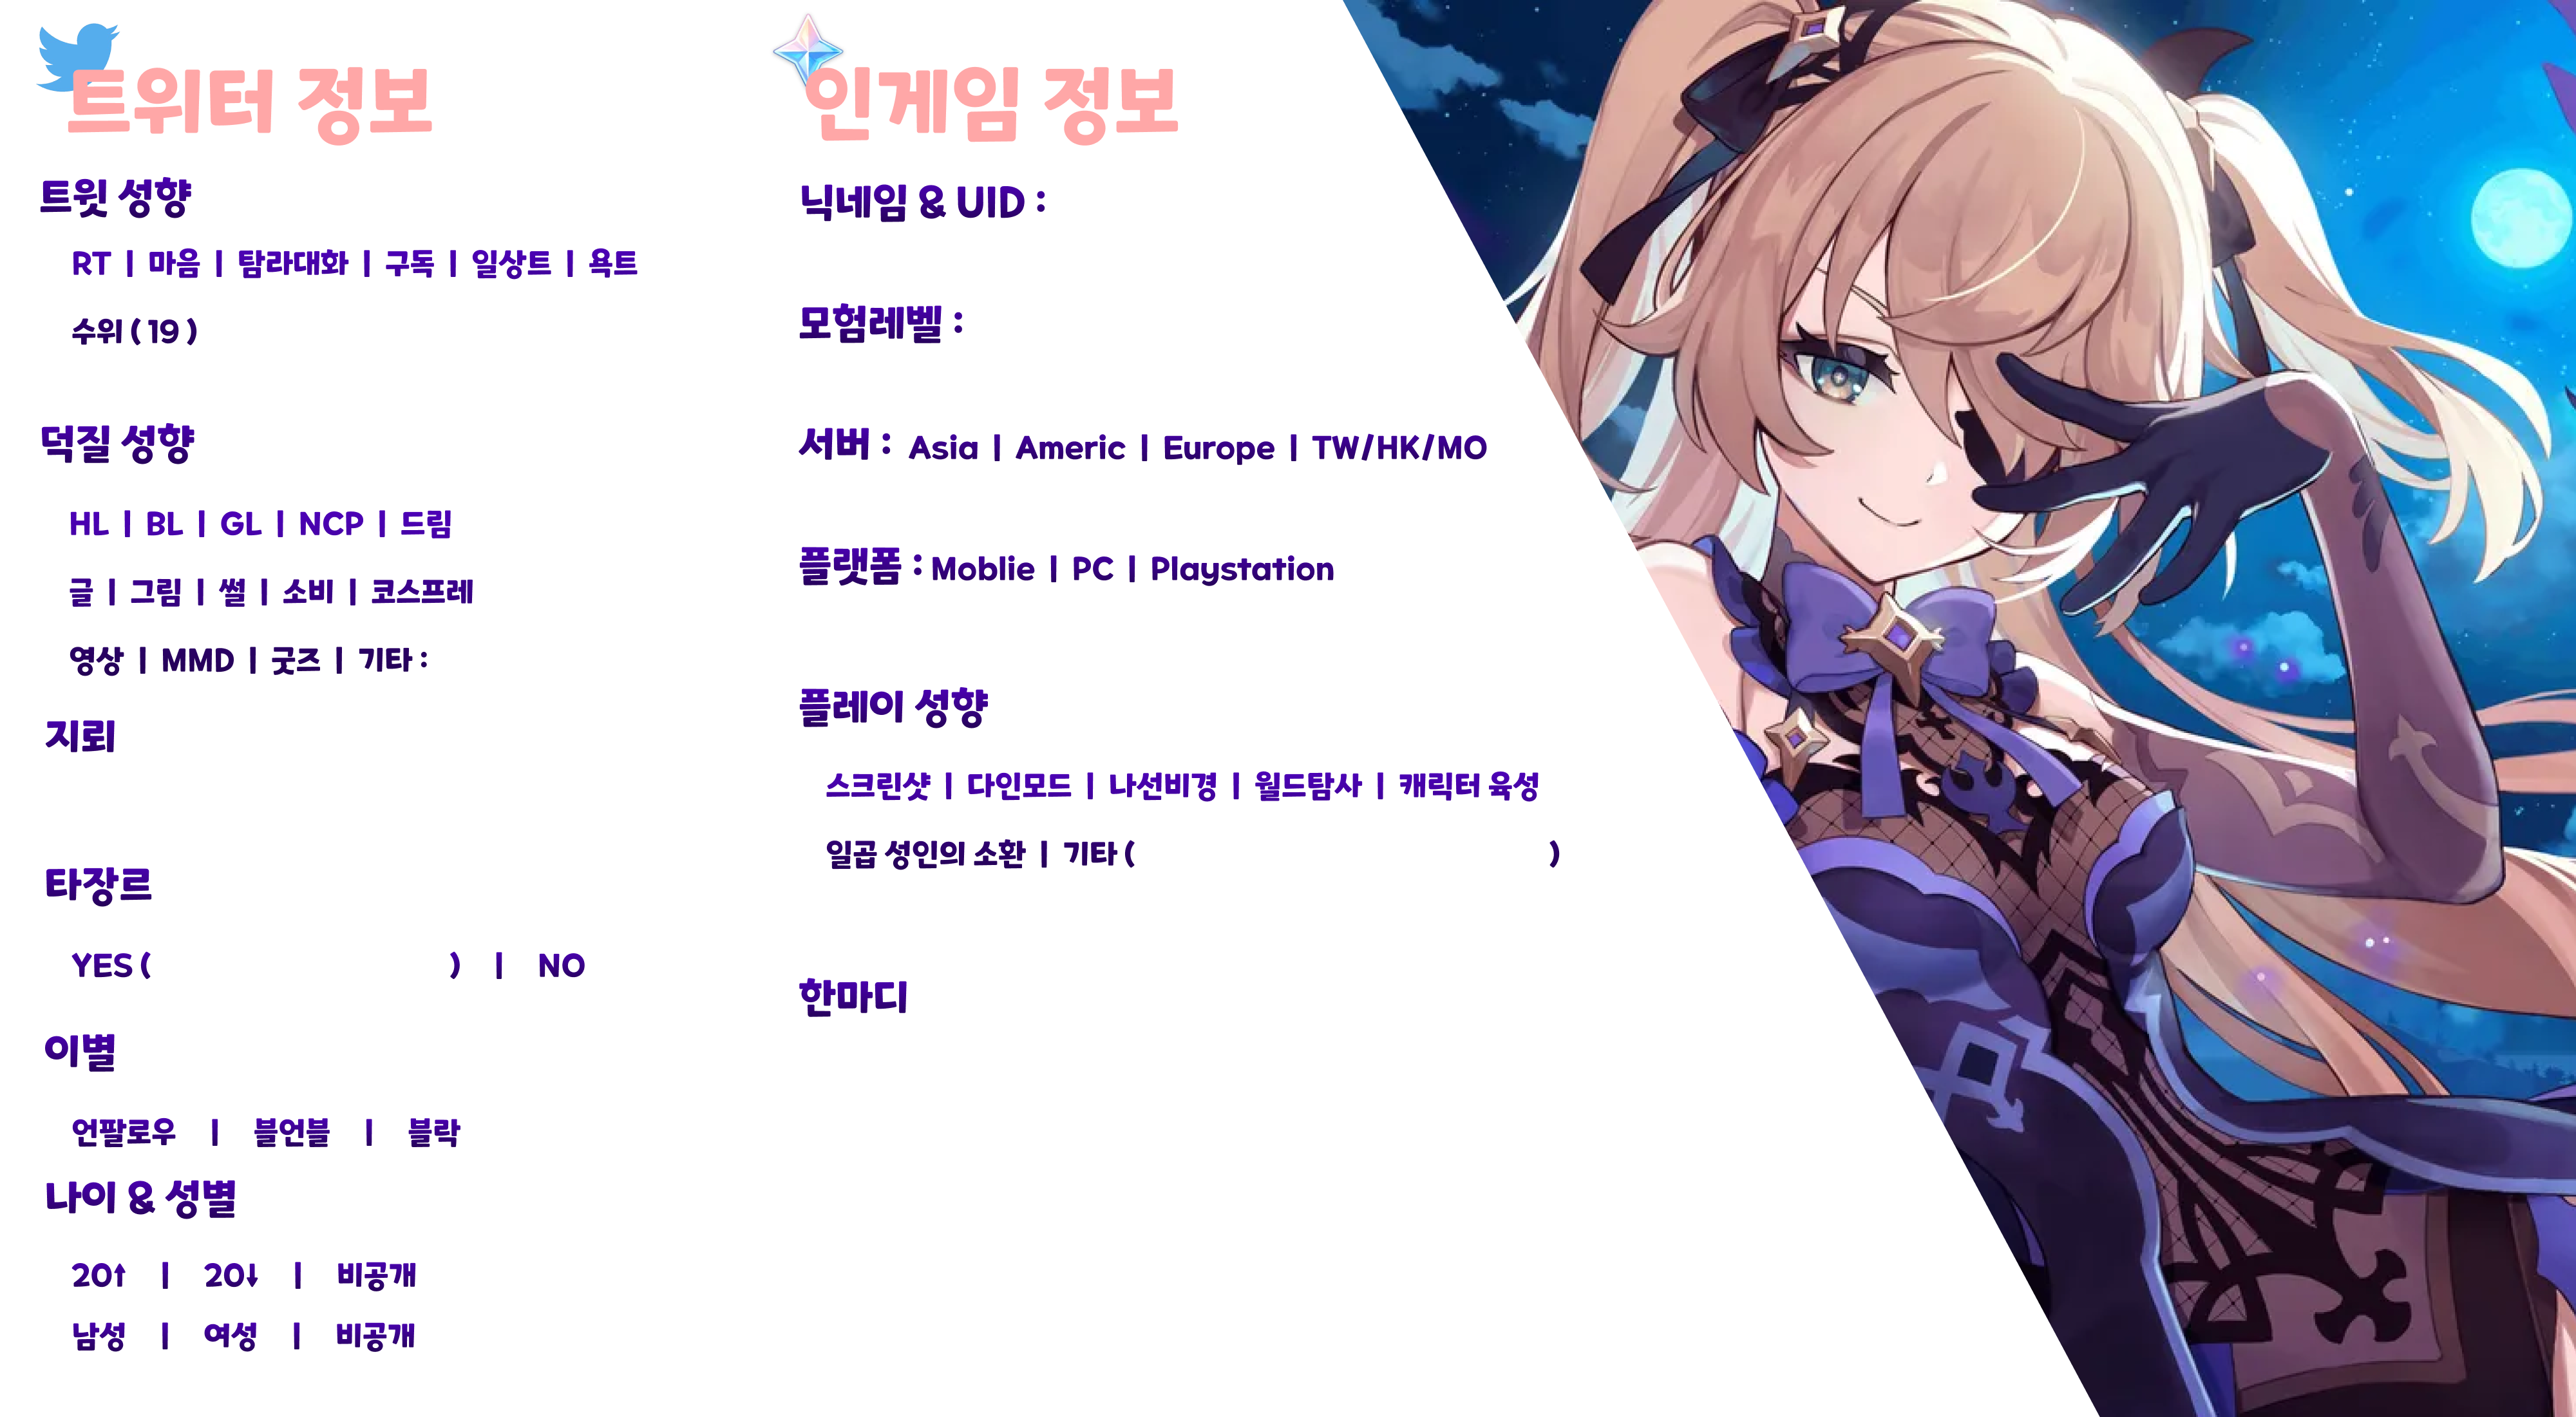 트위터 정보
트윗 성향
RT | 마음 | 탐라대화 | 구독 | 일상트 | 욕트
수위 ( 19 )
덕질 성향
HL | BL | GL | NCP | 드림
글 | 그림 | 썰 | 소비 | 코스프레
영상 | MMD | 굿즈 | 기타 :
지뢰
타장르
YES ( ) | NO
이별
언팔로우 | 블언블 | 블락
나이 & 성별
20↑ | 20↓ | 비공개
남성 | 여성 | 비공개
인게임 정보
닉네임 & UID :
모험레벨 :
서버 : Asia | Americ | Europe | TW/HK/MO
플랫폼 : Moblie | PC | Playstation
플레이 성향
스크린샷 | 다인모드 | 나선비경 | 월드탐사 | 캐릭터 육성
일곱 성인의 소환 | 기타 ( )
한마디